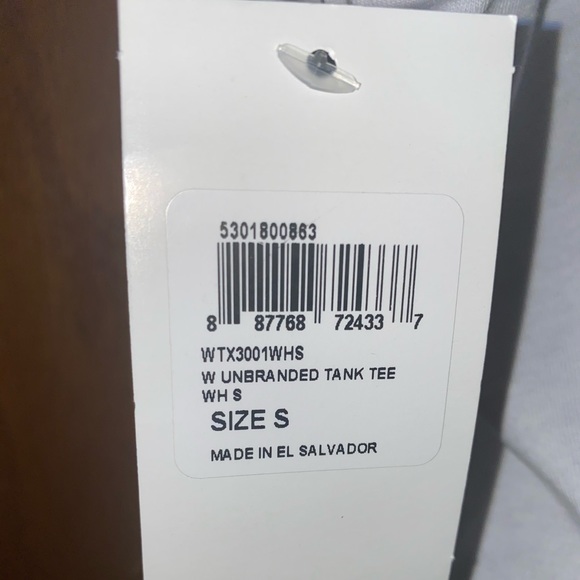 5301800863
8 87768 72433 7
WTX3001WHS
W UNBRANDED TANK TEE
WH S
SIZE S
MADE IN EL SALVADOR